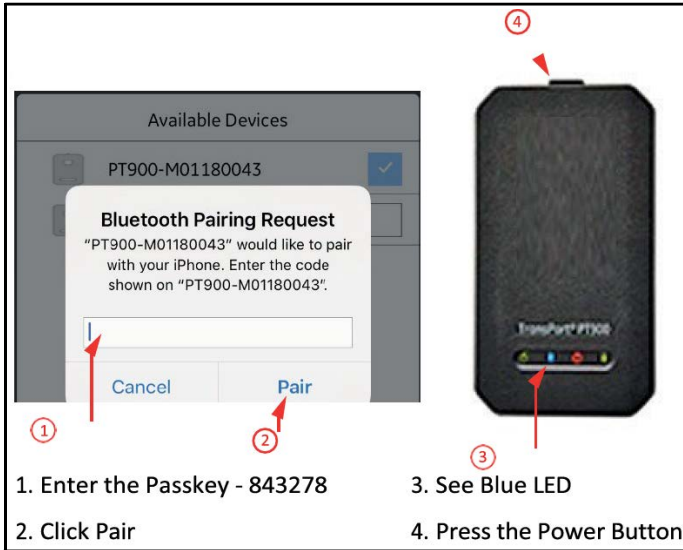 4
Available Devices
PT900-M01180043
Bluetooth Pairing Request
“PT900-M01180043” would like to pair
with your iPhone. Enter the code
shown on “PT900-M01180043”.
Cancel
Pair
TransPort® PT900
1
2
3
1. Enter the Passkey - 843278
2. Click Pair
3. See Blue LED
4. Press the Power Button